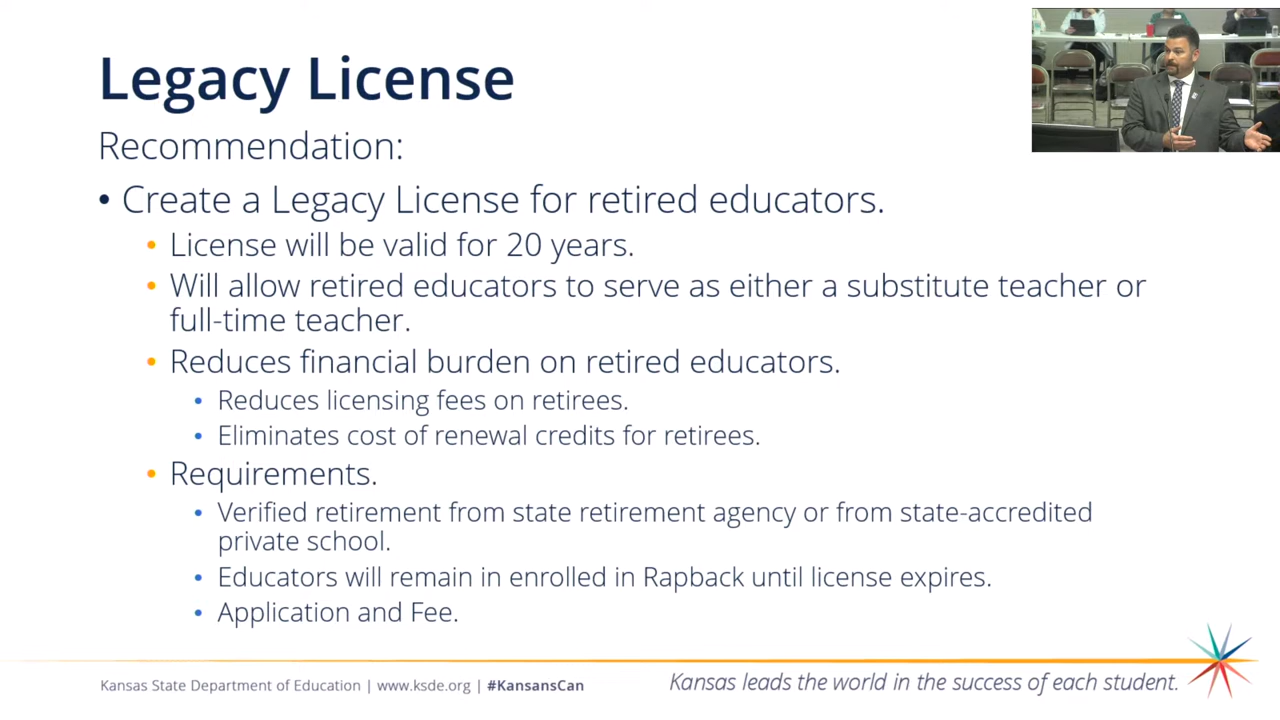 Legacy License
Recommendation:
• Create a Legacy License for retired educators.
• License will be valid for 20 years.
• Will allow retired educators to serve as either a substitute teacher or
full-time teacher.
• Reduces financial burden on retired educators.
• Reduces licensing fees on retirees.
• Eliminates cost of renewal credits for retirees.
• Requirements.
• Verified retirement from state retirement agency or from state-accredited
private school.
• Educators will remain in enrolled in Rapback until license expires.
• Application and Fee.
Kansas State Department of Education | www.ksde.org | #KansansCan
Kansas leads the world in the success of each student.